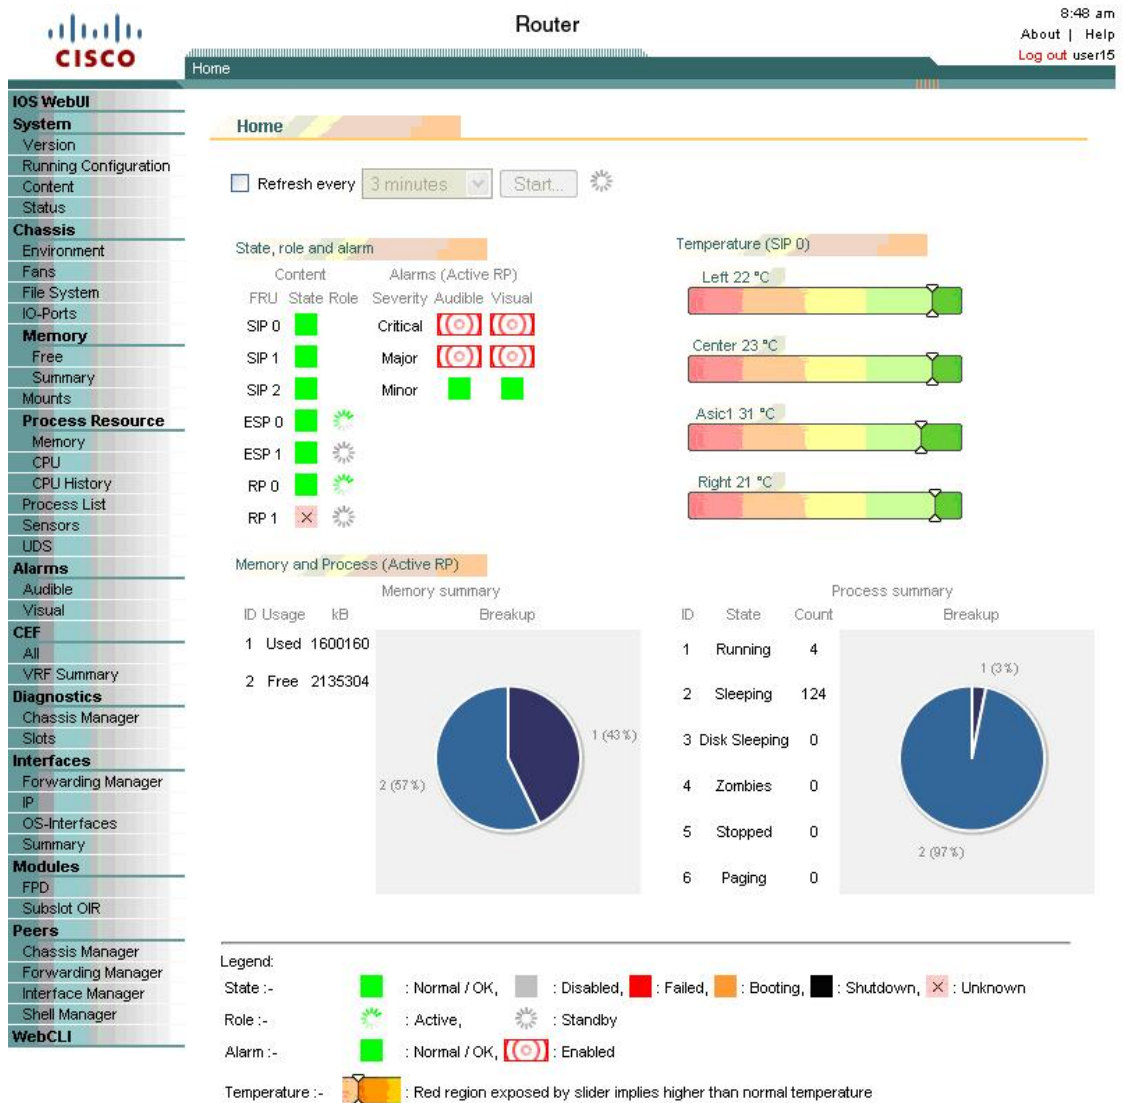 8:48 am
Router
About | Help
CISCO
Log out user15
Home
IOS WebUI
System
Version
Running Configuration
Content
Status
Chassis
Environment
Fans
File System
IO-Ports
Memory
Free
Summary
Mounts
Process Resource
Memory
CPU
CPU History
Process List
Sensors
UDS
Alarms
Audible
Visual
CEF
All
VRF Summary
Diagnostics
Chassis Manager
Slots
Interfaces
Forwarding Manager
IP
OS-Interfaces
Summary
Modules
FPD
Subslot OIR
Peers
Chassis Manager
Forwarding Manager
Interface Manager
Shell Manager
WebCLI
Home
Refresh every 3 minutes Start...
State, role and alarm
Content Alarms (Active RP)
FRU State Role Severity Audible Visual
SIP 0 Critical
SIP 1 Major
SIP 2 Minor
ESP 0
ESP 1
RP 0
RP 1
Temperature (SIP 0)
Left 22 °C
Center 23 °C
Asic1 31 °C
Right 21 °C
Memory and Process (Active RP)
Memory summary
ID Usage kB Breakup
1 Used 1600160
2 Free 2135304
1 (43%)
2 (57%)
Process summary
ID State Count Breakup
1 Running 4
2 Sleeping 124
3 Disk Sleeping 0
4 Zombies 0
5 Stopped 0
6 Paging 0
1 (3%)
2 (97%)
Legend:
State :- : Normal / OK, : Disabled, : Failed, : Booting, : Shutdown, : Unknown
Role :- : Active, : Standby
Alarm :- : Normal / OK, : Enabled
Temperature :- : Red region exposed by slider implies higher than normal temperature